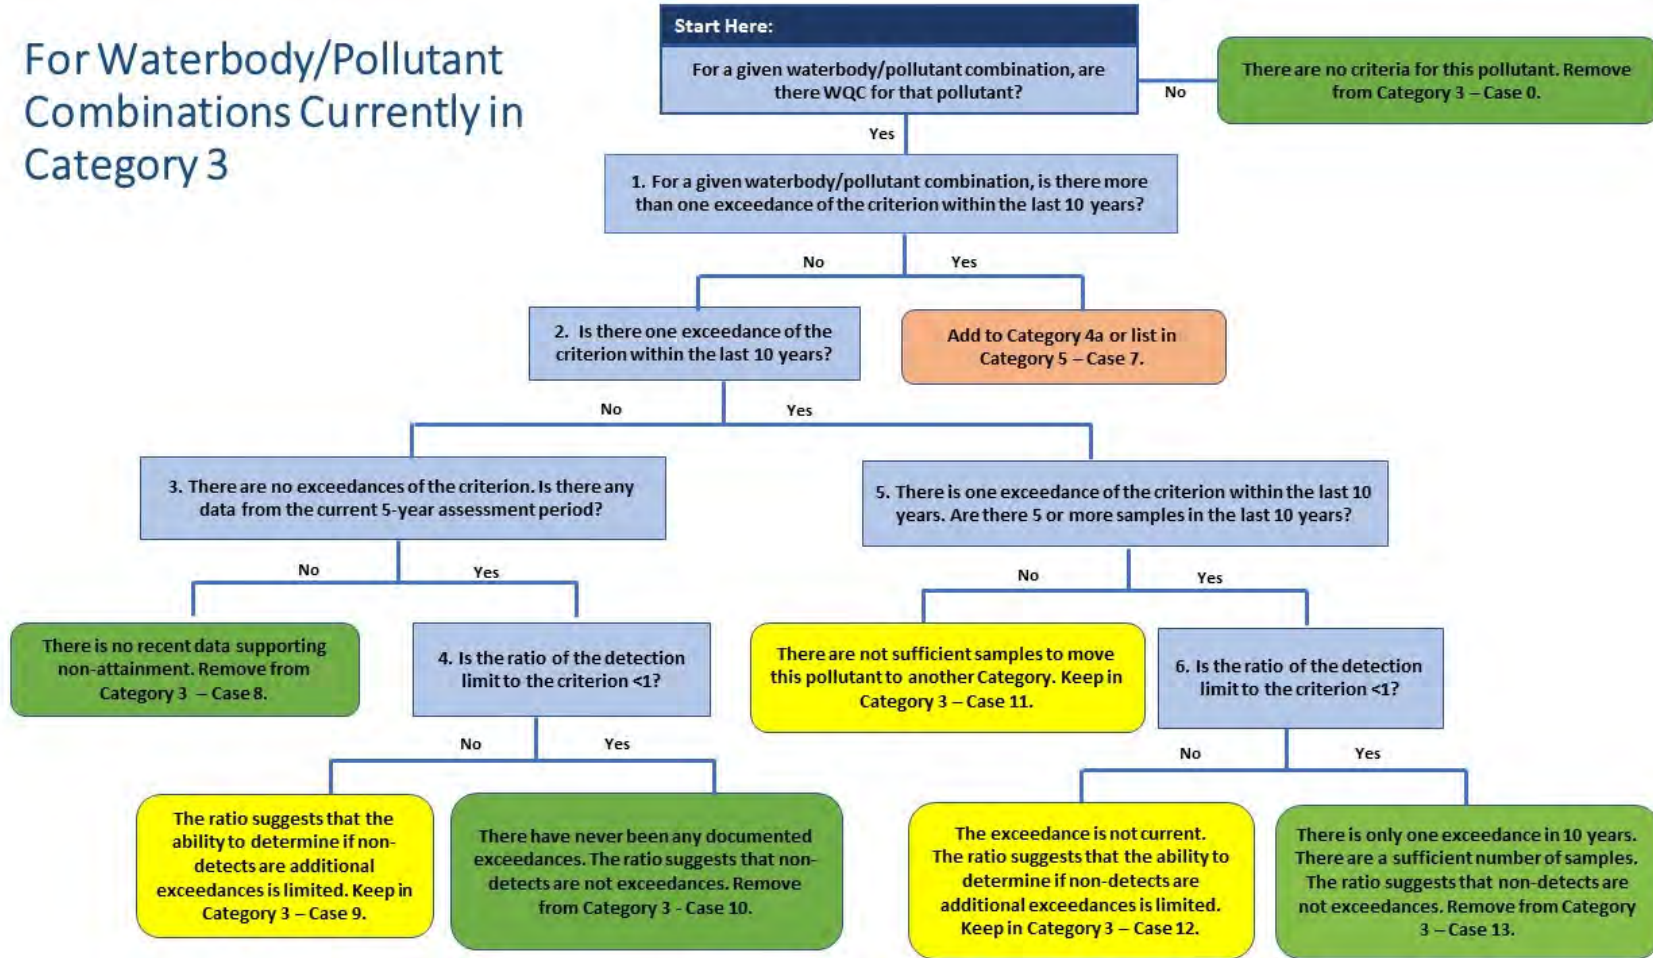 For Waterbody/Pollutant
Combinations Currently in
Category 3
Start Here:
For a given waterbody/pollutant combination, are
there WQC for that pollutant?
No
There are no criteria for this pollutant. Remove
from Category 3 – Case 0.
Yes
1. For a given waterbody/pollutant combination, is there more
than one exceedance of the criterion within the last 10 years?
No
Yes
2. Is there one exceedance of the
criterion within the last 10 years?
Add to Category 4a or list in
Category 5 – Case 7.
No
Yes
3. There are no exceedances of the criterion. Is there any
data from the current 5-year assessment period?
5. There is one exceedance of the criterion within the last 10
years. Are there 5 or more samples in the last 10 years?
No
Yes
No
Yes
There is no recent data supporting
non-attainment. Remove from
Category 3 – Case 8.
4. Is the ratio of the detection
limit to the criterion <1?
There are not sufficient samples to move
this pollutant to another Category. Keep in
Category 3 – Case 11.
6. Is the ratio of the detection
limit to the criterion <1?
No
Yes
No
Yes
The ratio suggests that the
ability to determine if non-
detects are additional
exceedances is limited. Keep in
Category 3 – Case 9.
There have never been any documented
exceedances. The ratio suggests that non-
detects are not exceedances. Remove
from Category 3 - Case 10.
The exceedance is not current.
The ratio suggests that the ability to
determine if non-detects are
additional exceedances is limited.
Keep in Category 3 – Case 12.
There is only one exceedance in 10 years.
There are a sufficient number of samples.
The ratio suggests that non-detects are
not exceedances. Remove from Category
3 – Case 13.